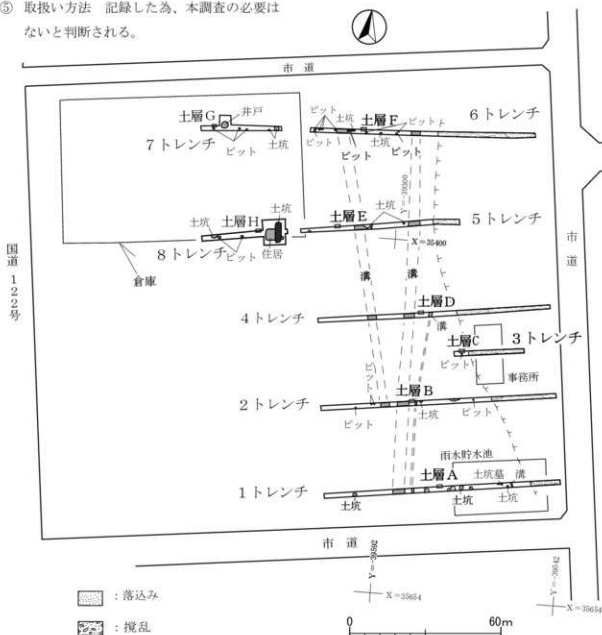 ⑤ 取扱い方法　記録した為、本調査の必要は
ないと判断される。
市道
土層G
井戸
7トレンチ
ピット
土坑
ピット
土坑
土層F
ピット
6トレンチ
ピット
ピット
土坑
ピット
Y=-39300
土坑
土層H
土坑
8トレンチ
ピット
住居
倉庫
土層E
土坑
5トレンチ
X=35400
国道122号
市道
溝
溝
土層D
4トレンチ
溝
土層C
3トレンチ
ピット
事務所
ピット
土層B
2トレンチ
ピット
土坑
ピット
雨水貯水池
土層A
土坑墓
溝
1トレンチ
土坑
土坑
土坑
市道
Y=-39592
X=35654
X=35654
：落込み
：撹乱
0
60m